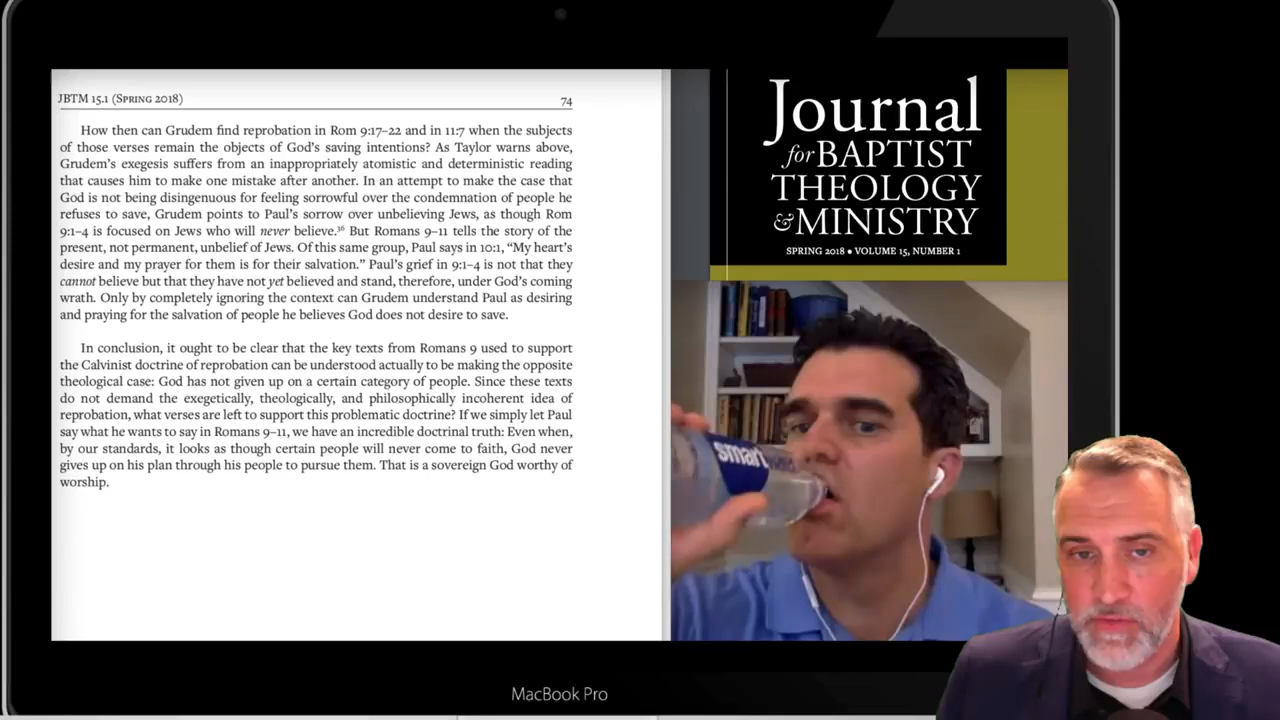 JBTM 15.1 (Spring 2018) 74
How then can Grudem find reprobation in Rom 9:17–22 and in 11:7 when the subjects
of those verses remain the objects of God's saving intentions? As Taylor warns above,
Grudem's exegesis suffers from an inappropriately atomistic and deterministic reading
that causes him to make one mistake after another. In an attempt to make the case that
God is not being disingenuous for feeling sorrowful over the condemnation of people he
refuses to save, Grudem points to Paul's sorrow over unbelieving Jews, as though Rom
9:1–4 is focused on Jews who will never believe.³⁶ But Romans 9–11 tells the story of the
present, not permanent, unbelief of Jews. Of this same group, Paul says in 10:1, "My heart's
desire and my prayer for them is for their salvation." Paul's grief in 9:1–4 is not that they
cannot believe but that they have not yet believed and stand, therefore, under God's coming
wrath. Only by completely ignoring the context can Grudem understand Paul as desiring
and praying for the salvation of people he believes God does not desire to save.
In conclusion, it ought to be clear that the key texts from Romans 9 used to support
the Calvinist doctrine of reprobation can be understood actually to be making the opposite
theological case: God has not given up on a certain category of people. Since these texts
do not demand the exegetically, theologically, and philosophically incoherent idea of
reprobation, what verses are left to support this problematic doctrine? If we simply let Paul
say what he wants to say in Romans 9–11, we have an incredible doctrinal truth: Even when,
by our standards, it looks as though certain people will never come to faith, God never
gives up on his plan through his people to pursue them. That is a sovereign God worthy of
worship.
Journal
for BAPTIST
THEOLOGY
& MINISTRY
SPRING 2018 • VOLUME 15, NUMBER 1
smart
MacBook Pro